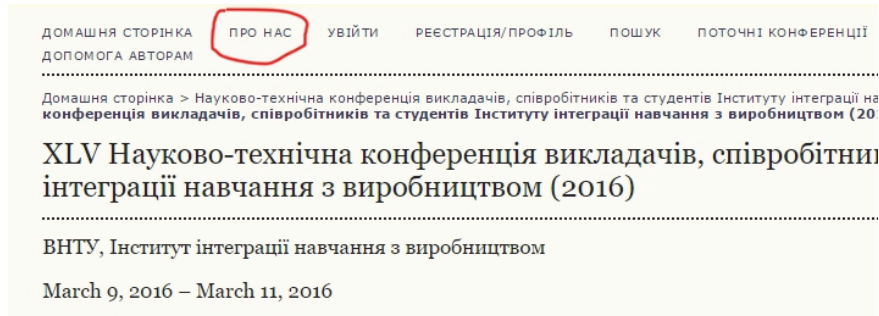 ДОМАШНЯ СТОРІНКА ПРО НАС УВІЙТИ РЕЄСТРАЦІЯ/ПРОФІЛЬ ПОШУК ПОТОЧНІ КОНФЕРЕНЦІЇ
ДОПОМОГА АВТОРАМ
Домашня сторінка > Науково-технічна конференція викладачів, співробітників та студентів Інституту інтеграції на
конференція викладачів, співробітників та студентів Інституту інтеграції навчання з виробництвом (20
XLV Науково-технічна конференція викладачів, співробітни
інтеграції навчання з виробництвом (2016)
ВНТУ, Інститут інтеграції навчання з виробництвом
March 9, 2016 – March 11, 2016